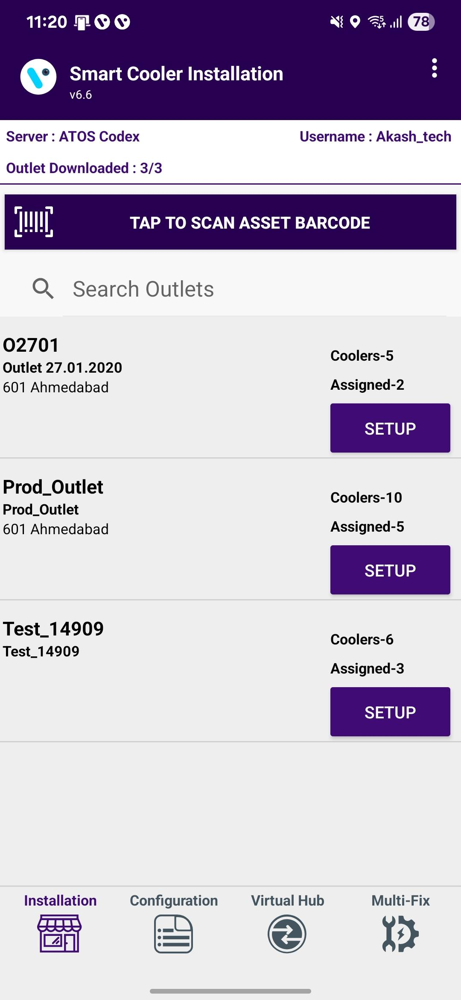 11:20
5
78
Smart Cooler Installation
v6.6
Server : ATOS Codex
Username : Akash_tech
Outlet Downloaded : 3/3
TAP TO SCAN ASSET BARCODE
Search Outlets
O2701
Outlet 27.01.2020
601 Ahmedabad
Coolers-5
Assigned-2
SETUP
Prod_Outlet
Prod_Outlet
601 Ahmedabad
Coolers-10
Assigned-5
SETUP
Test_14909
Test_14909
Coolers-6
Assigned-3
SETUP
Installation
Configuration
Virtual Hub
Multi-Fix